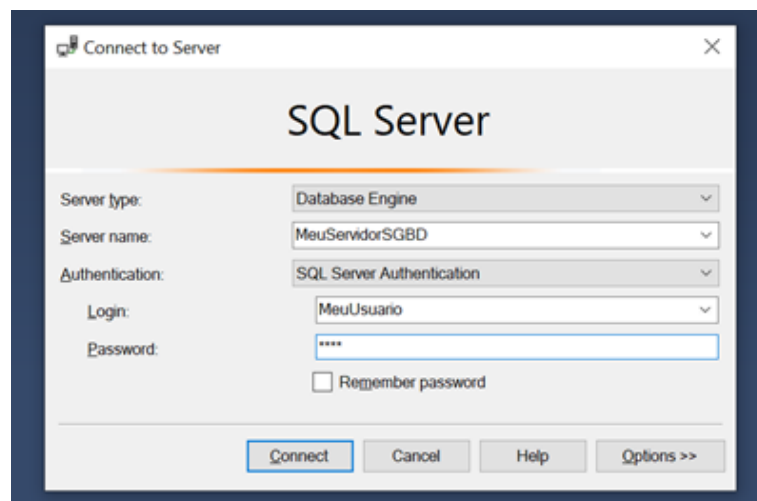 Connect to Server
SQL Server
Server type: Database Engine
Server name: MeuServidorSGBD
Authentication: SQL Server Authentication
Login: MeuUsuario
Password: ****
Remember password
Connect Cancel Help Options >>